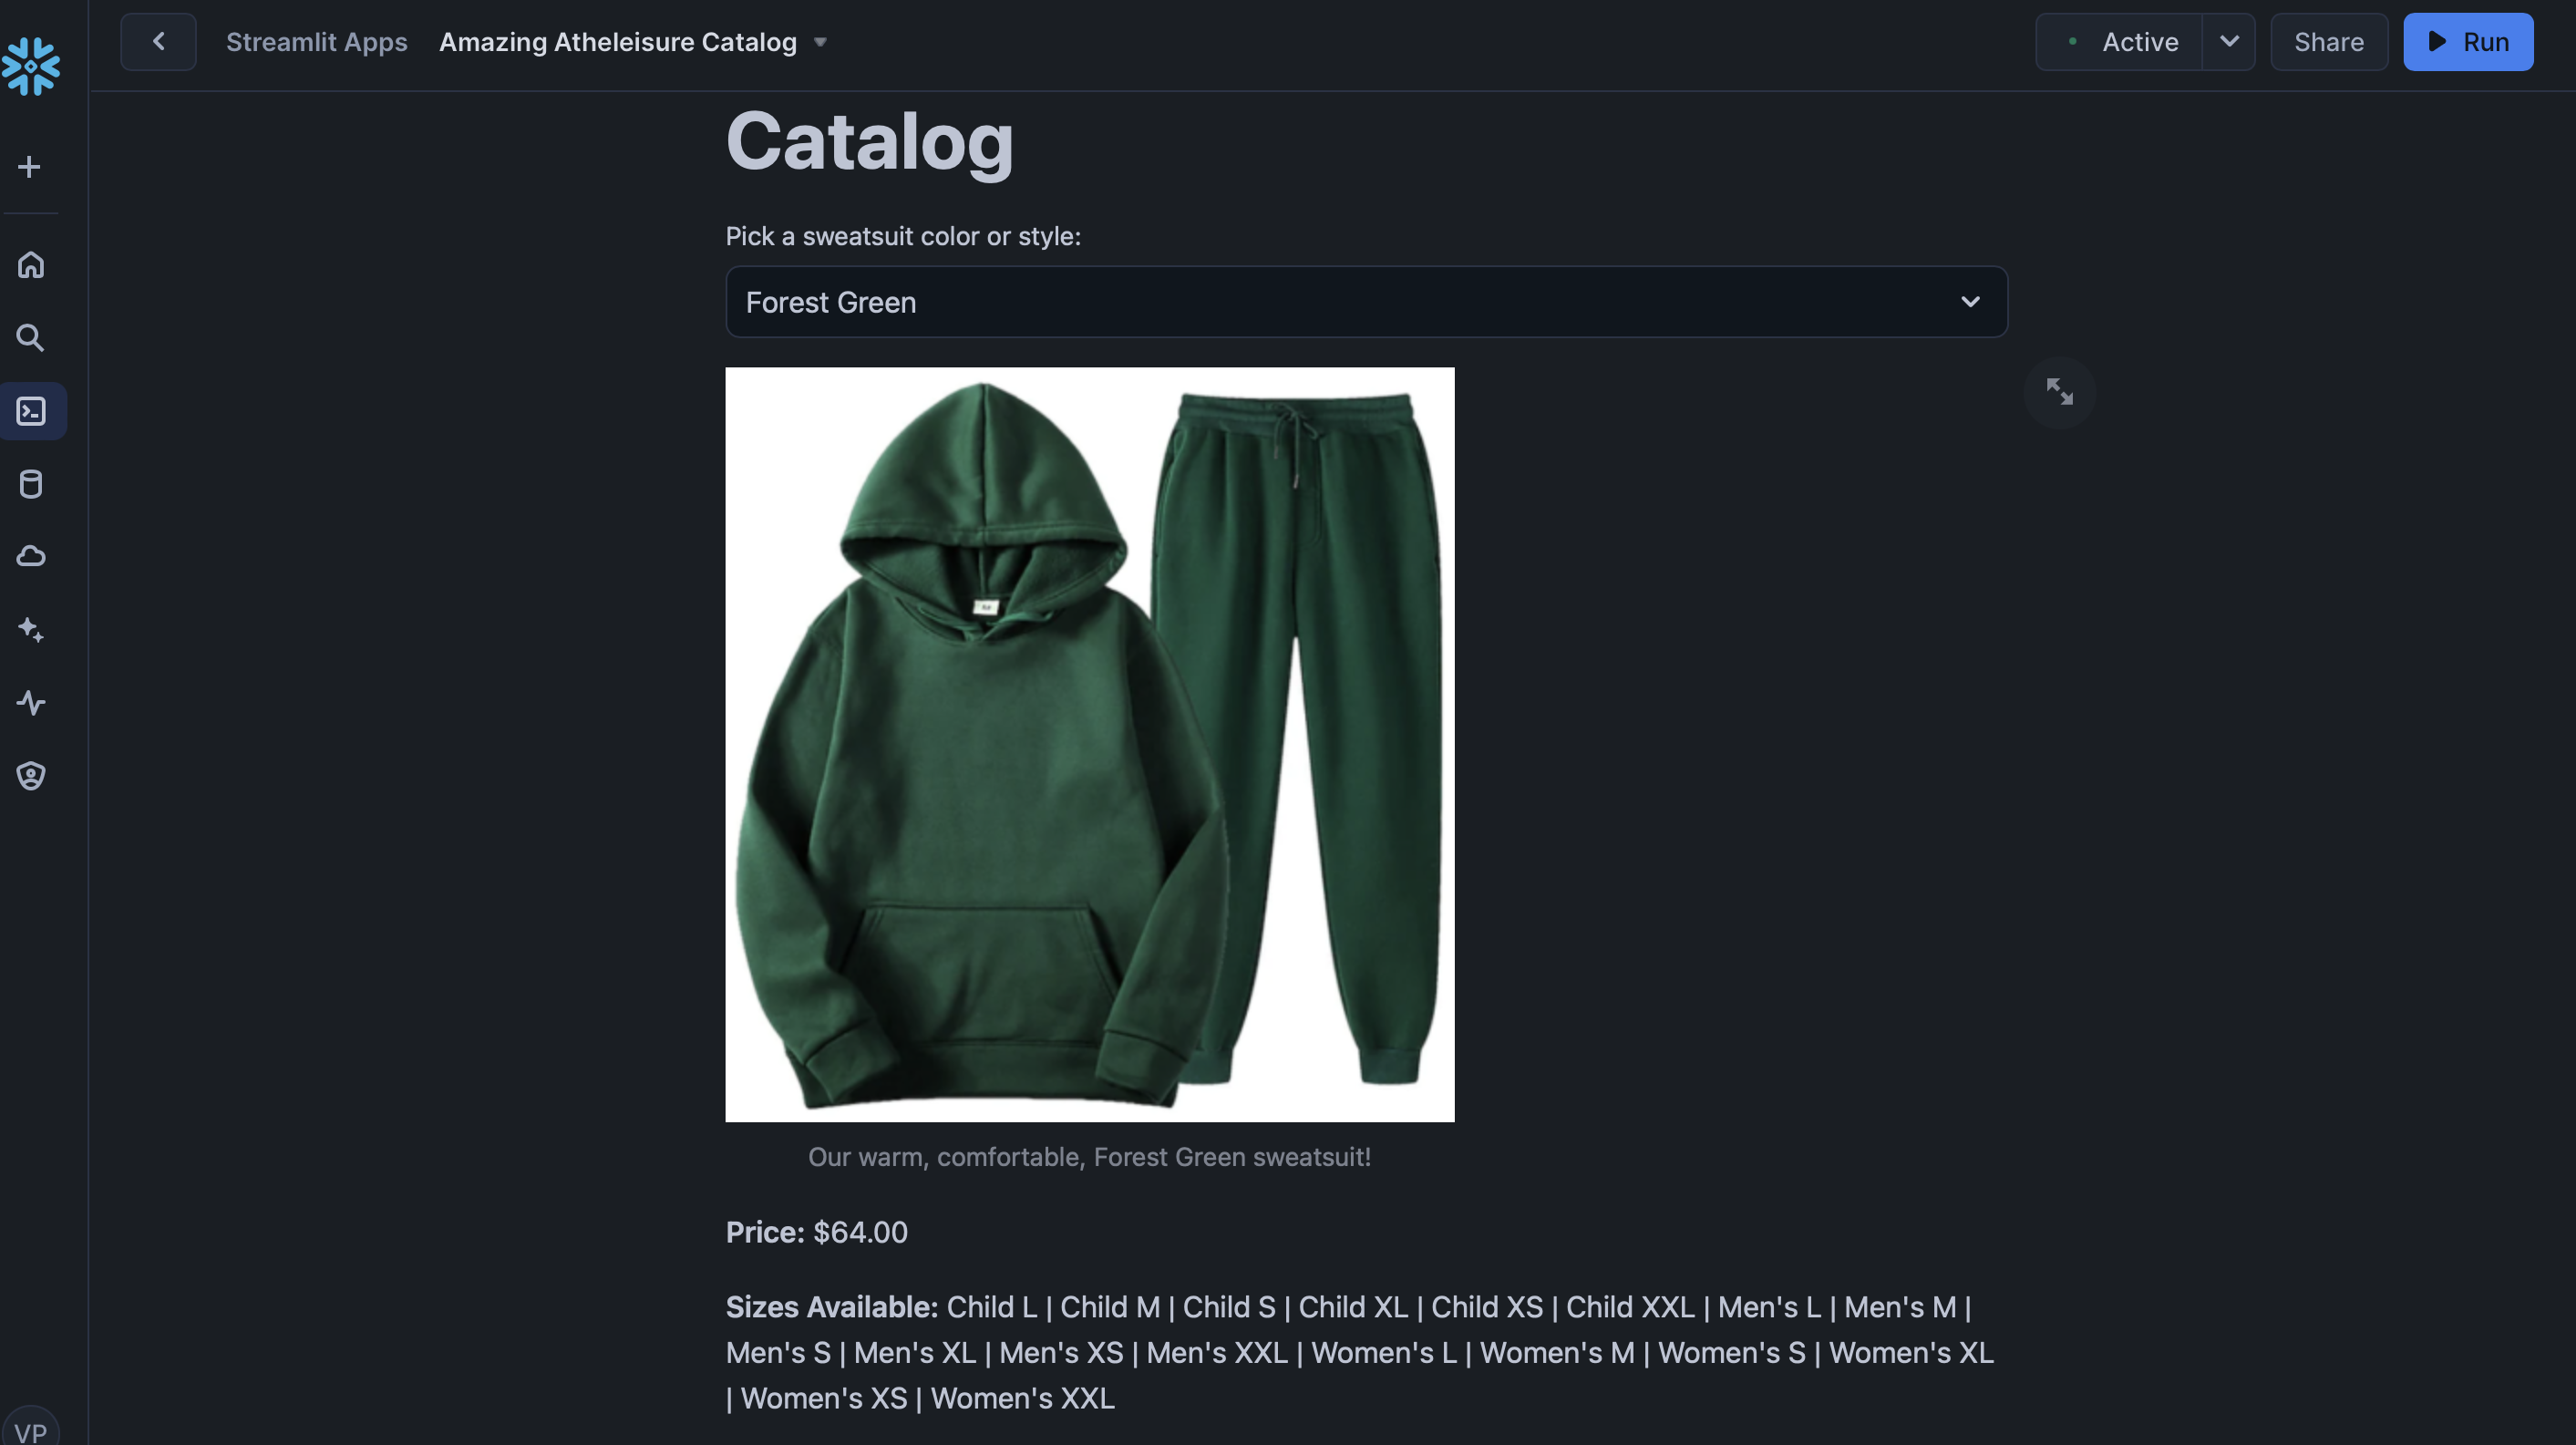 Streamlit Apps Amazing Atheleisure Catalog
Active
Share
Run
Catalog
Pick a sweatsuit color or style:
Forest Green
Our warm, comfortable, Forest Green sweatsuit!
Price: $64.00
Sizes Available: Child L | Child M | Child S | Child XL | Child XS | Child XXL | Men's L | Men's M |
Men's S | Men's XL | Men's XS | Men's XXL | Women's L | Women's M | Women's S | Women's XL
| Women's XS | Women's XXL
VP